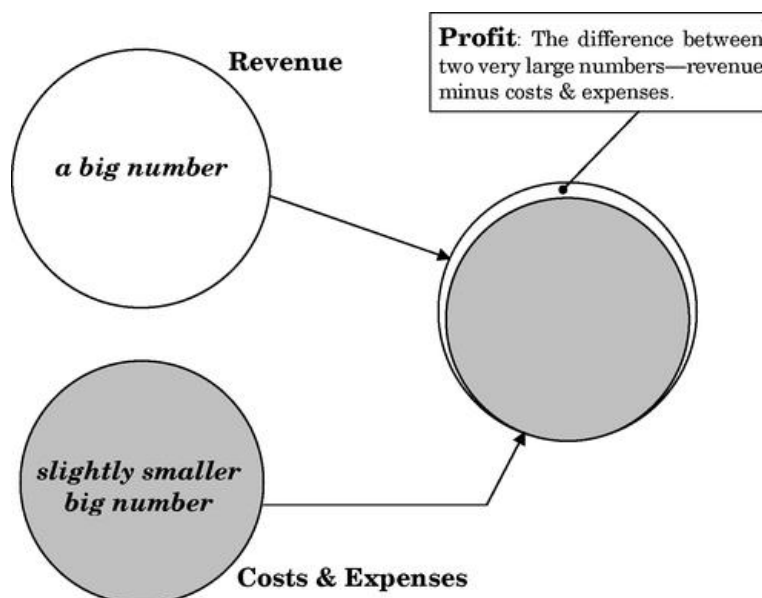 Revenue
a big number
Profit: The difference between
two very large numbers—revenue
minus costs & expenses.
slightly smaller
big number
Costs & Expenses